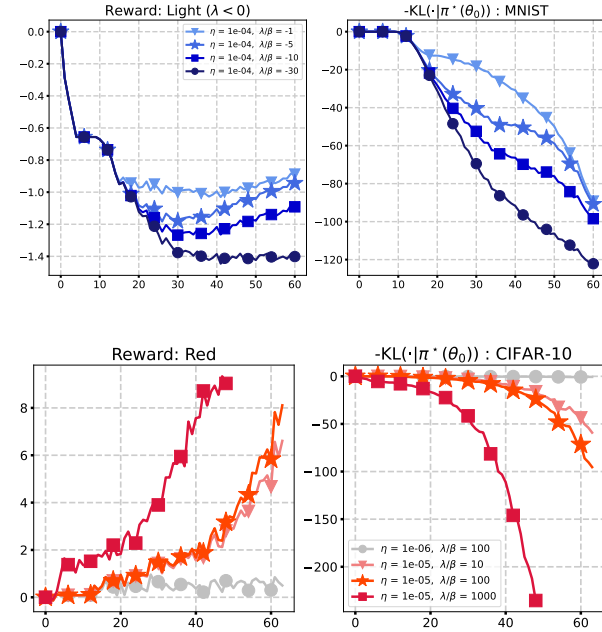 Reward: Light (λ < 0)
0.0
−0.2
−0.4
−0.6
−0.8
−1.0
−1.2
−1.4
0 10 20 30 40 50 60
η = 1e-04, λ/β = -1
η = 1e-04, λ/β = -5
η = 1e-04, λ/β = -10
η = 1e-04, λ/β = -30
-KL(·|π⋆(θ0)) : MNIST
0
−20
−40
−60
−80
−100
−120
0 10 20 30 40 50 60
Reward: Red
8
6
4
2
0
0 20 40 60
-KL(·|π⋆(θ0)) : CIFAR-10
0
−50
−100
−150
−200
0 20 40 60
η = 1e-06, λ/β = 100
η = 1e-05, λ/β = 10
η = 1e-05, λ/β = 100
η = 1e-05, λ/β = 1000